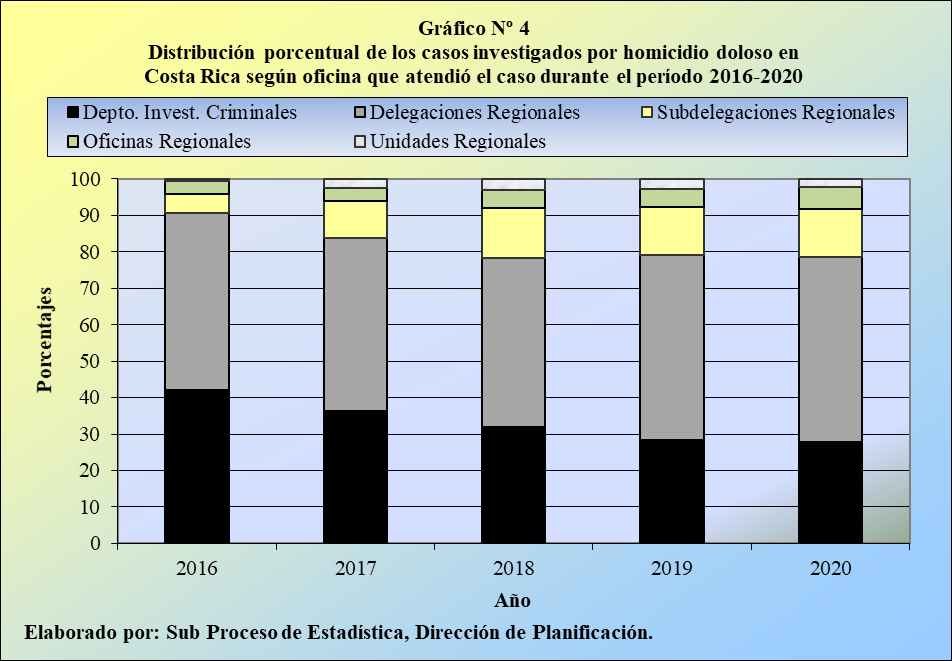 Gráfico Nº 4
Distribución porcentual de los casos investigados por homicidio doloso en
Costa Rica según oficina que atendió el caso durante el período 2016-2020
Depto. Invest. Criminales Delegaciones Regionales Subdelegaciones Regionales
Oficinas Regionales Unidades Regionales
Porcentajes
100
90
80
70
60
50
40
30
20
10
0
2016 2017 2018 2019 2020
Año
Elaborado por: Sub Proceso de Estadística, Dirección de Planificación.